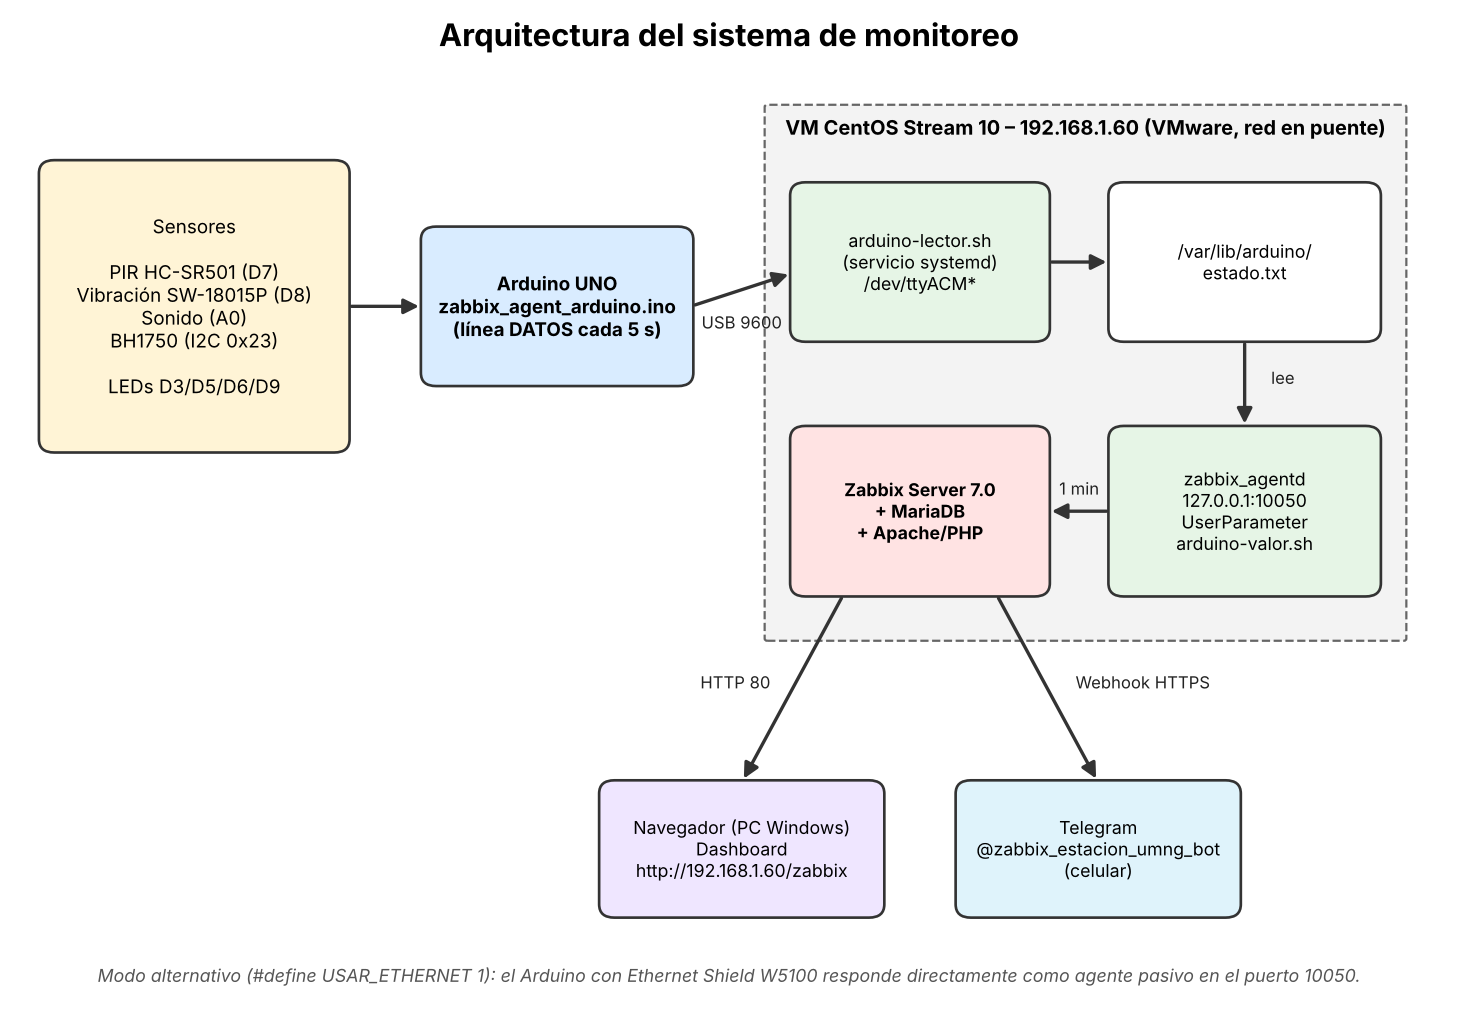 Arquitectura del sistema de monitoreo
VM CentOS Stream 10 – 192.168.1.60 (VMware, red en puente)
Sensores
PIR HC-SR501 (D7)
Vibración SW-18015P (D8)
Sonido (A0)
BH1750 (I2C 0x23)
LEDs D3/D5/D6/D9
Arduino UNO
zabbix_agent_arduino.ino
(línea DATOS cada 5 s)
USB 9600
arduino-lector.sh
(servicio systemd)
/dev/ttyACM*
/var/lib/arduino/
estado.txt
lee
zabbix_agentd
127.0.0.1:10050
UserParameter
arduino-valor.sh
1 min
Zabbix Server 7.0
+ MariaDB
+ Apache/PHP
HTTP 80
Webhook HTTPS
Navegador (PC Windows)
Dashboard
http://192.168.1.60/zabbix
Telegram
@zabbix_estacion_umng_bot
(celular)
Modo alternativo (#define USAR_ETHERNET 1): el Arduino con Ethernet Shield W5100 responde directamente como agente pasivo en el puerto 10050.